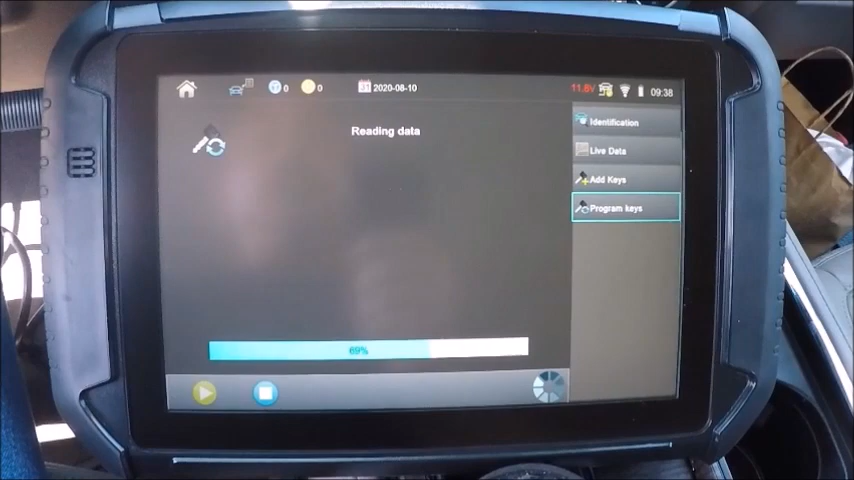 0 0 31 2020-08-10 11.8V 09:38
Reading data
Identification
Live Data
Add Keys
Program keys
69%